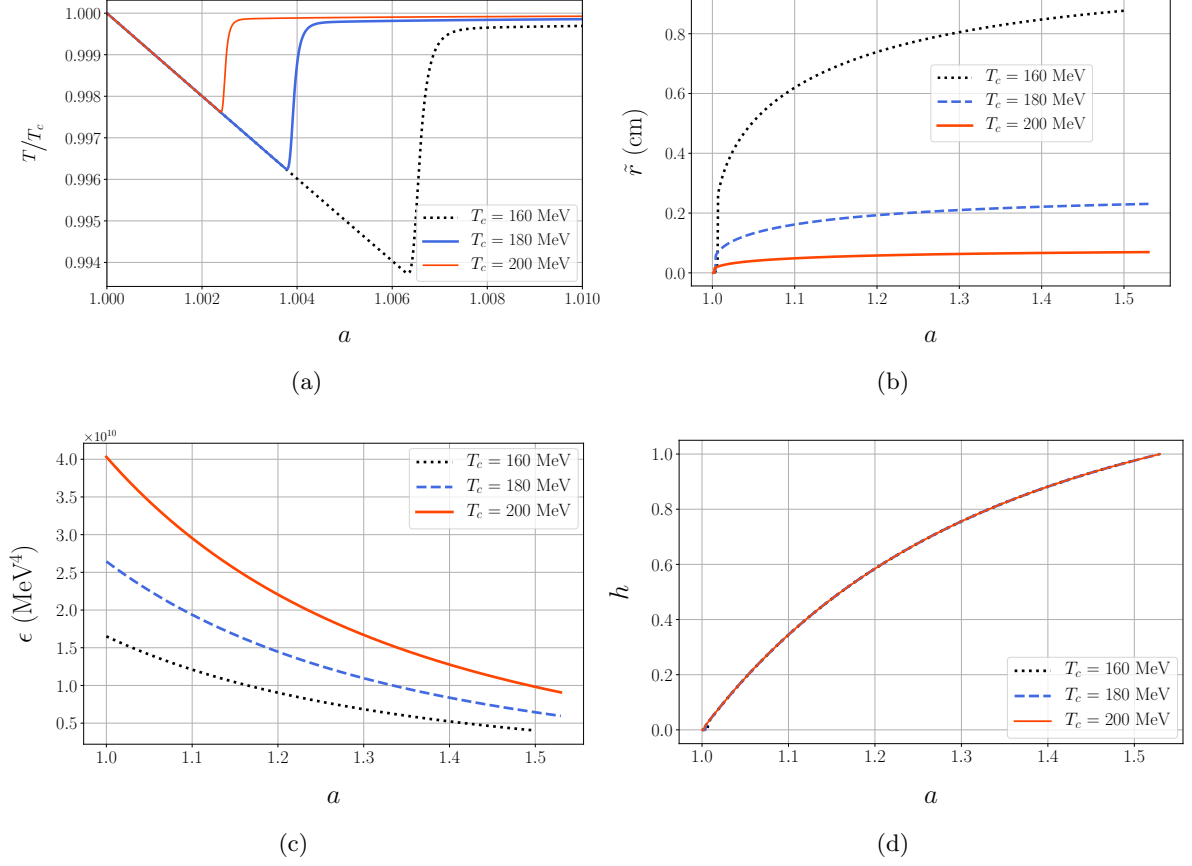 1.000
0.999
0.998
0.997
0.996
0.995
0.994
T/T_c
1.000 1.002 1.004 1.006 1.008 1.010
a
T_c = 160 MeV
T_c = 180 MeV
T_c = 200 MeV
(a)
0.8
0.6
0.4
0.2
0.0
r̃ (cm)
1.0 1.1 1.2 1.3 1.4 1.5
a
T_c = 160 MeV
T_c = 180 MeV
T_c = 200 MeV
(b)
×10^10
4.0
3.5
3.0
2.5
2.0
1.5
1.0
0.5
ϵ (MeV^4)
1.0 1.1 1.2 1.3 1.4 1.5
a
T_c = 160 MeV
T_c = 180 MeV
T_c = 200 MeV
(c)
1.0
0.8
0.6
0.4
0.2
0.0
h
1.0 1.1 1.2 1.3 1.4 1.5
a
T_c = 160 MeV
T_c = 180 MeV
T_c = 200 MeV
(d)